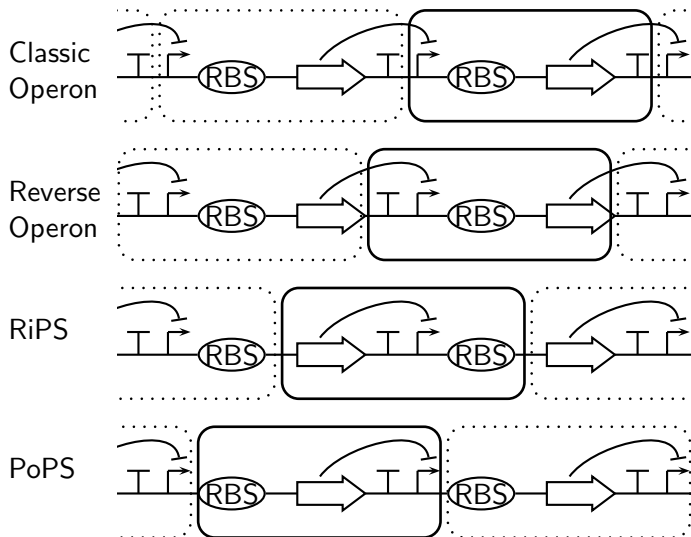 Classic
Operon
RBS RBS
Reverse
Operon
RBS RBS
RiPS
RBS RBS
PoPS
RBS RBS